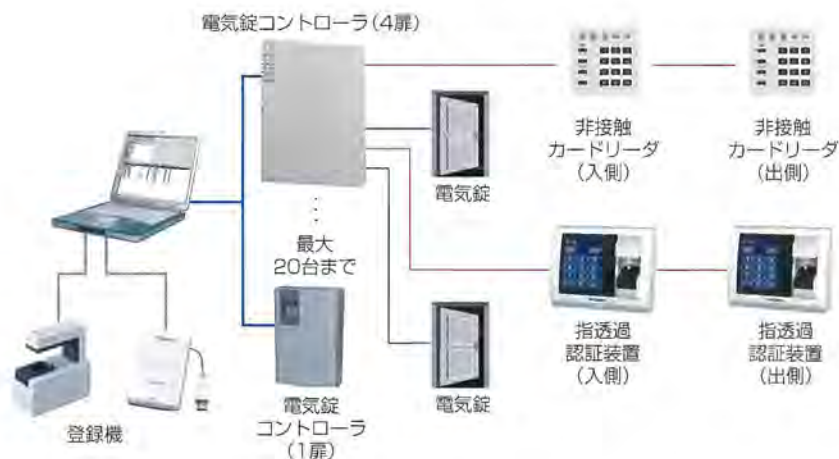 電気錠コントローラ(4扉)
非接触
カードリーダ
(入側)
非接触
カードリーダ
(出側)
電気錠
最大
20台まで
指透過
認証装置
(入側)
指透過
認証装置
(出側)
電気錠
電気錠
コントローラ
(1扉)
登録機